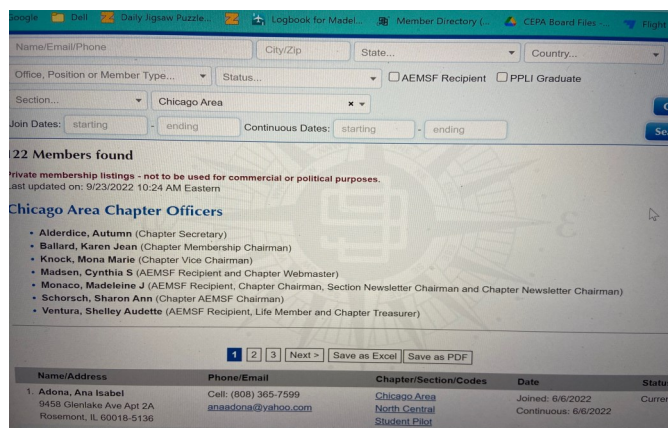 Google Dell Daily Jigsaw Puzzle... Logbook for Madel... Member Directory (... CEPA Board Files -... Flight
Name/Email/Phone City/Zip State... Country...
Office, Position or Member Type... Status... AEMSF Recipient PPLI Graduate
Section... Chicago Area
Join Dates: starting - ending Continuous Dates: starting - ending Sea
122 Members found
Private membership listings - not to be used for commercial or political purposes.
Last updated on: 9/23/2022 10:24 AM Eastern
Chicago Area Chapter Officers
• Alderdice, Autumn (Chapter Secretary)
• Ballard, Karen Jean (Chapter Membership Chairman)
• Knock, Mona Marie (Chapter Vice Chairman)
• Madsen, Cynthia S (AEMSF Recipient and Chapter Webmaster)
• Monaco, Madeleine J (AEMSF Recipient, Chapter Chairman, Section Newsletter Chairman and Chapter Newsletter Chairman)
• Schorsch, Sharon Ann (Chapter AEMSF Chairman)
• Ventura, Shelley Audette (AEMSF Recipient, Life Member and Chapter Treasurer)
1 2 3 Next > Save as Excel Save as PDF
Name/Address Phone/Email Chapter/Section/Codes Date Status
1. Adona, Ana Isabel Cell: (808) 365-7599 Chicago Area Joined: 6/6/2022 Curren
9458 Glenlake Ave Apt 2A anaadona@yahoo.com North Central Continuous: 6/6/2022
Rosemont, IL 60018-5136 Student Pilot